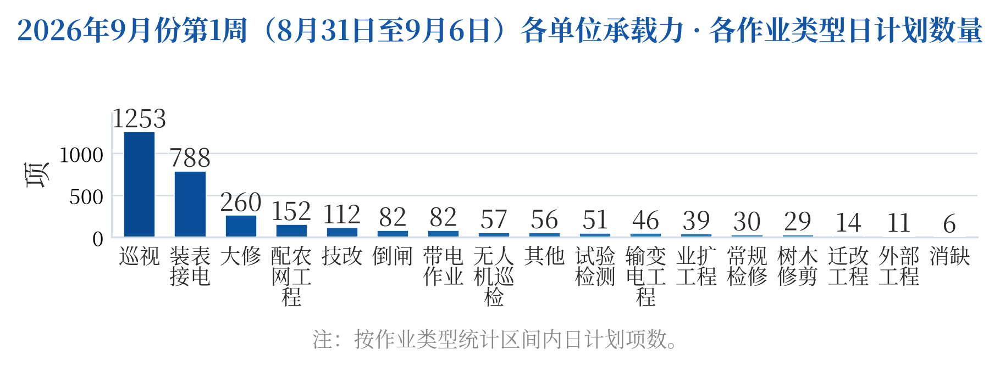 2026年9月份第1周（8月31日至9月6日）各单位承载力 · 各作业类型日计划数量
项
1000
500
0
1253
788
260
152
112
82
82
57
56
51
46
39
30
29
14
11
6
巡视
装表
接电
大修
配农
网工
程
技改
倒闸
带电
作业
无人
机巡
检
其他
试验
检测
输变
电工
程
业扩
工程
常规
检修
树木
修剪
迁改
工程
外部
工程
消缺
注：按作业类型统计区间内日计划项数。